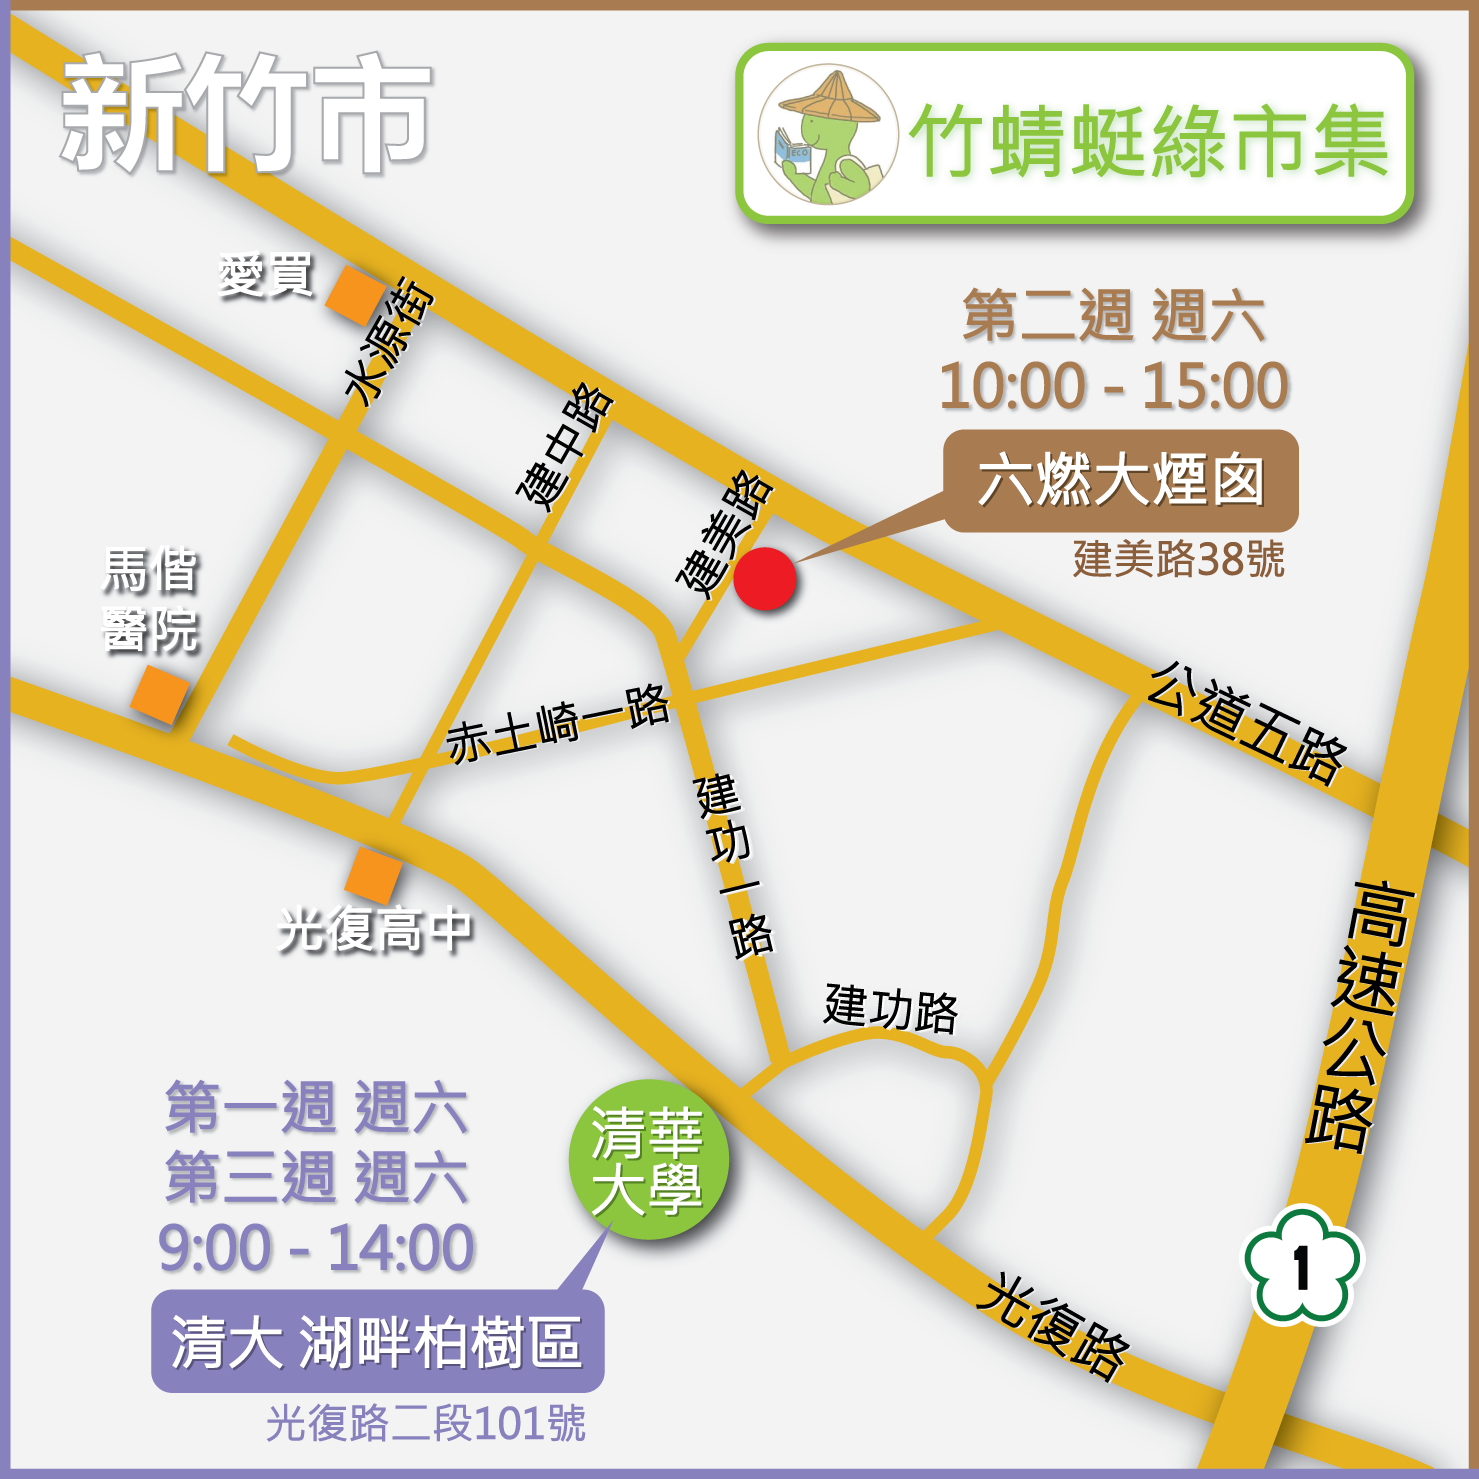 新竹市
竹蜻蜓綠市集
ECO
愛買
水源街
第二週 週六
10:00 - 15:00
建中路
六燃大煙囪
建美路
建美路38號
馬偕
醫院
公道五路
赤土崎一路
建功一路
高速公路
光復高中
建功路
第一週 週六
第三週 週六
9:00 - 14:00
清華
大學
1
清大 湖畔柏樹區
光復路
光復路二段101號